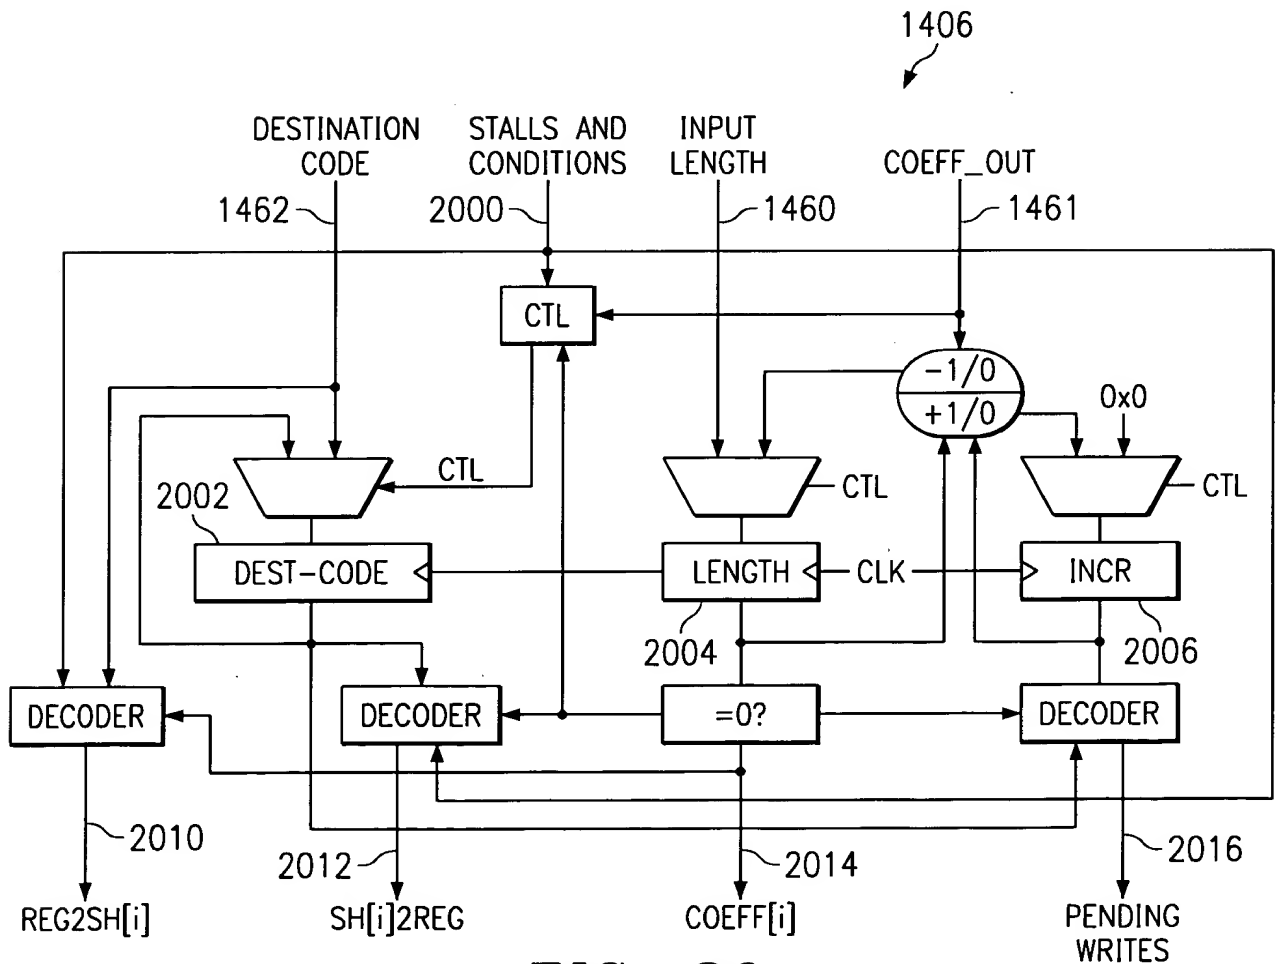 1406
DESTINATION
CODE
STALLS AND
CONDITIONS
INPUT
LENGTH
COEFF_OUT
1462
2000
1460
1461
CTL
-1/0
+1/0
0x0
CTL
CTL
CTL
2002
DEST-CODE
LENGTH
CLK
INCR
2004
2006
DECODER
DECODER
=0?
DECODER
2010
2012
2014
2016
REG2SH[i]
SH[i]2REG
COEFF[i]
PENDING
WRITES